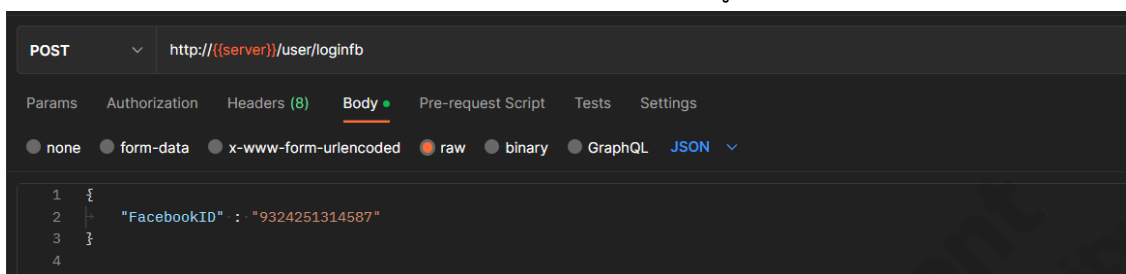 POST http://{{server}}/user/loginfb
Params Authorization Headers (8) Body Pre-request Script Tests Settings
none form-data x-www-form-urlencoded raw binary GraphQL JSON
1 {
2 "FacebookID" : "9324251314587"
3 }
4